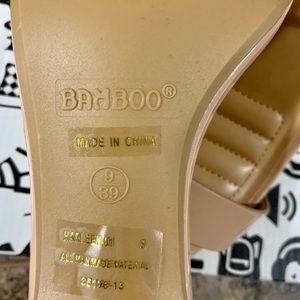 BAMBOO®
MADE IN CHINA
9
39
9
ALL MANMADE MATERIAL